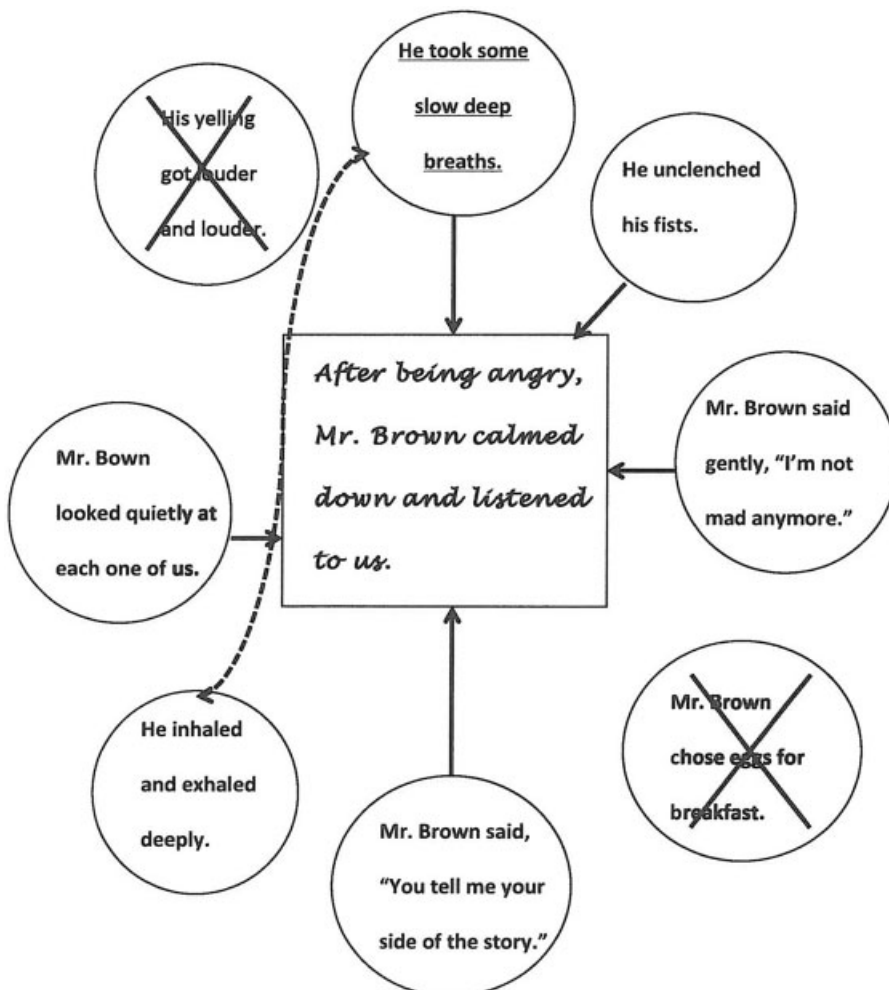 He took some
slow deep
breaths.
His yelling
got louder
and louder.
He unclenched
his fists.
After being angry,
Mr. Brown calmed
down and listened
to us.
Mr. Brown said
gently, “I’m not
mad anymore.”
Mr. Bown
looked quietly at
each one of us.
Mr. Brown
chose eggs for
breakfast.
He inhaled
and exhaled
deeply.
Mr. Brown said,
“You tell me your
side of the story.”